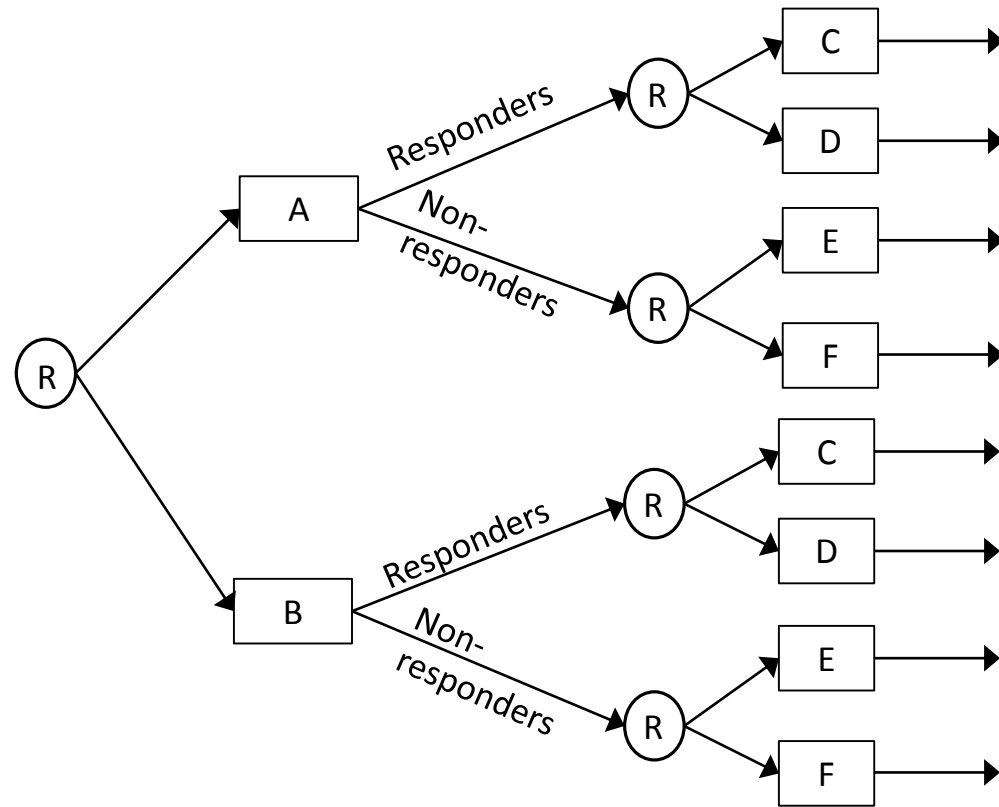 R
A
Responders
Non-
responders
R
C
D
R
E
F
B
Responders
Non-
responders
R
C
D
R
E
F